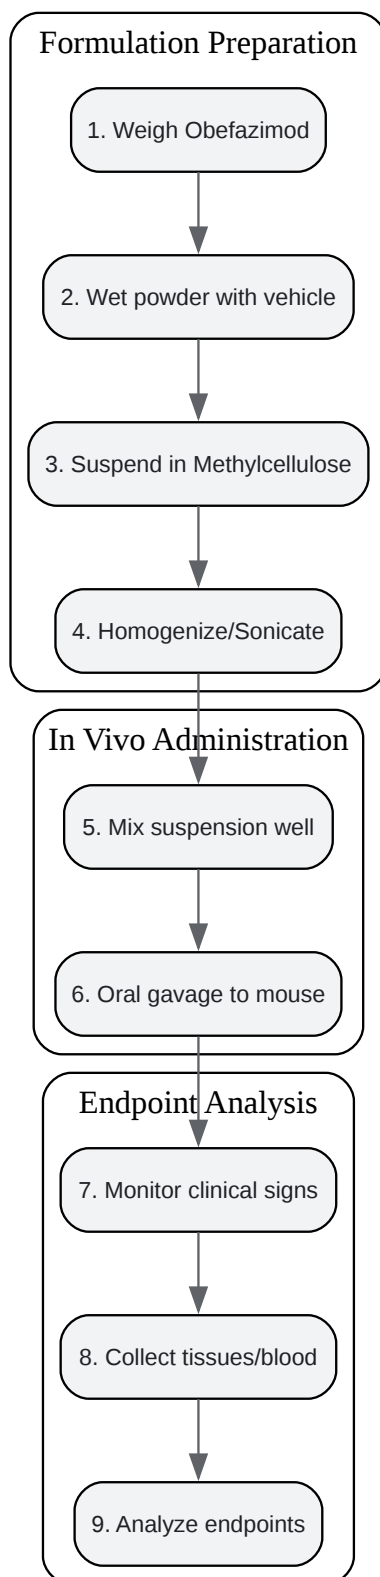 Formulation Preparation
1. Weigh Obefazimod
2. Wet powder with vehicle
3. Suspend in Methylcellulose
4. Homogenize/Sonicate
In Vivo Administration
5. Mix suspension well
6. Oral gavage to mouse
Endpoint Analysis
7. Monitor clinical signs
8. Collect tissues/blood
9. Analyze endpoints